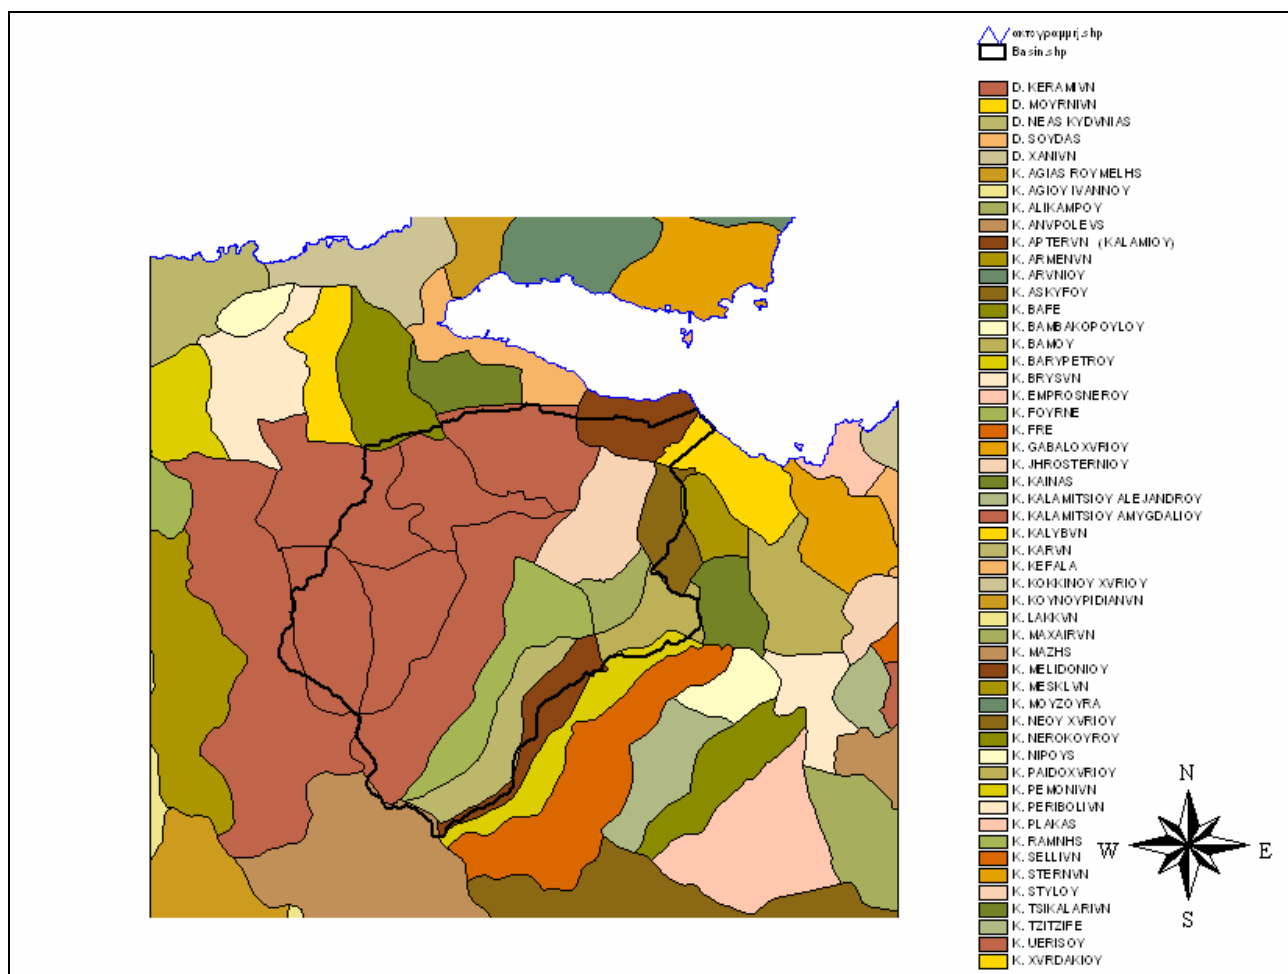 ακτογραμμή.shp
Basin.shp
D. KERAMIVN
D. MOYRNIVN
D. NEAS KYDVNIAS
D. SOYDAS
D. XANIVN
K. AGIAS ROYMELHS
K. AGIOY IVANNOY
K. ALIKAMPOY
K. ANVPOLEVS
K. APTERVN (KALAMIOY)
K. ARMENVN
K. ARVNIOY
K. ASKYFOY
K. BAFE
K. BAMBAKOPOYLOY
K. BAMOY
K. BARYPETROY
K. BRYSVN
K. EMPROSNEROY
K. FOYRNE
K. FRE
K. GABALOXVRIOY
K. JHROSTERNIOY
K. KAINAS
K. KALAMITSIOY ALEJANDROY
K. KALAMITSIOY AMYGDALIOY
K. KALYBVN
K. KARVN
K. KEFALA
K. KOKKINOY XVRIOY
K. KOYNOYPIDIANVN
K. LAKKVN
K. MAXAIRVN
K. MAZHS
K. MELIDONIOY
K. MESKLVN
K. MOYZOYRA
K. NEOY XVRIOY
K. NEROKOYROY
K. NIPOYS
K. PAIDOXVRIOY
K. PEMONIVN
K. PERIBOLIVN
K. PLAKAS
K. RAMNHS
K. SELLIVN
K. STERNVN
K. STYLOY
K. TSIKALARIVN
K. TZITZIFE
K. UERISOY
K. XVRDAKIOY
N
W
E
S